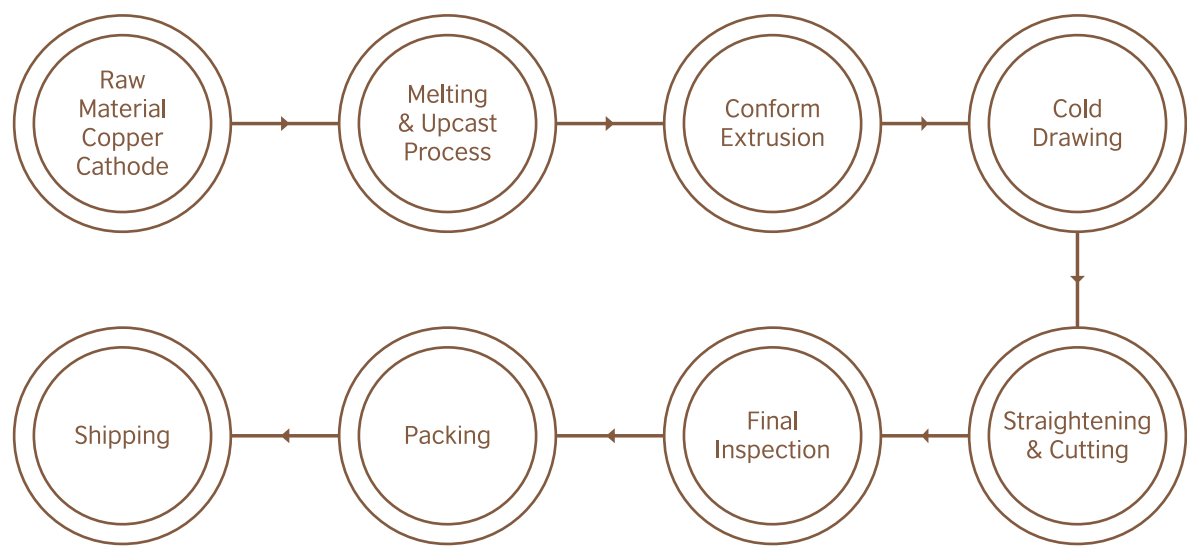 Raw
Material
Copper
Cathode
Melting
& Upcast
Process
Conform
Extrusion
Cold
Drawing
Straightening
& Cutting
Final
Inspection
Packing
Shipping